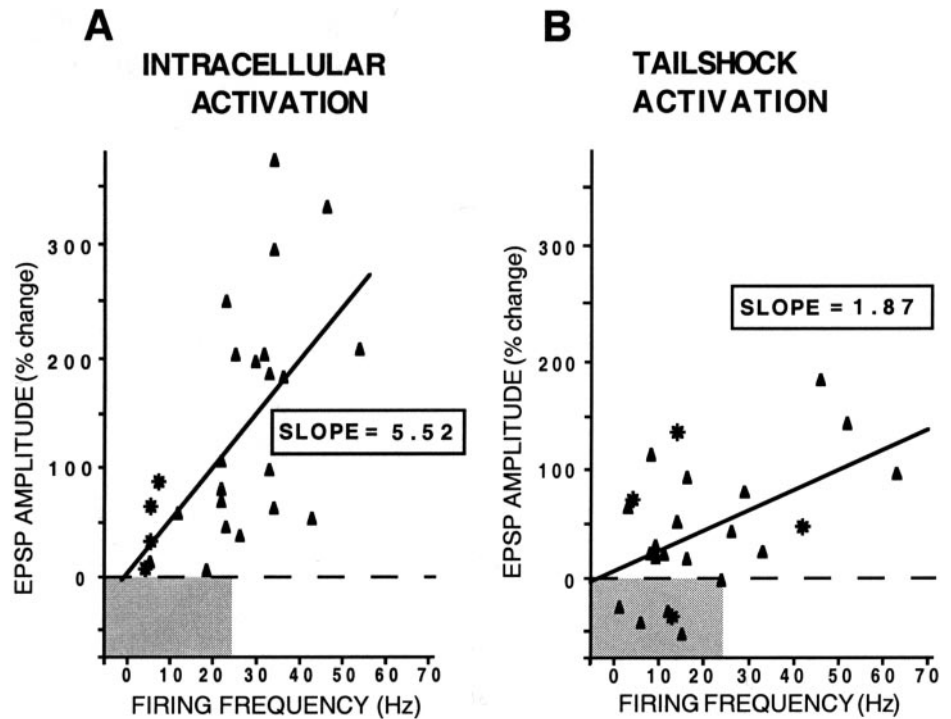 A
INTRACELLULAR
ACTIVATION
EPSP AMPLITUDE (% change)
300
200
100
0
SLOPE = 5.52
0 10 20 30 40 50 60 70
FIRING FREQUENCY (Hz)
B
TAILSHOCK
ACTIVATION
EPSP AMPLITUDE (% change)
300
200
100
0
SLOPE = 1.87
0 10 20 30 40 50 60 70
FIRING FREQUENCY (Hz)